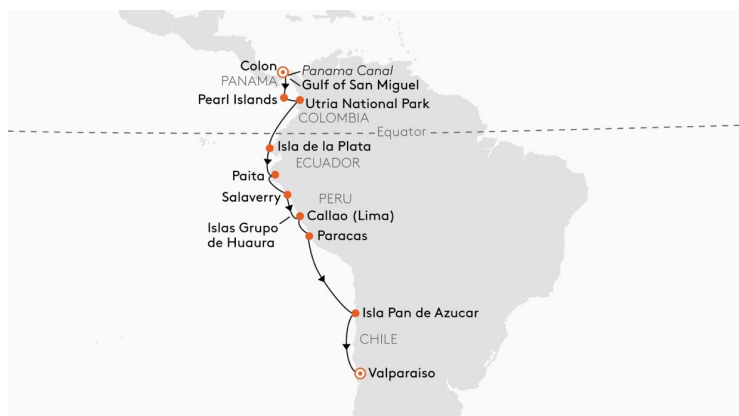 Colon
Panama Canal
PANAMA
Gulf of San Miguel
Pearl Islands
Utria National Park
COLOMBIA
Equator
Isla de la Plata
ECUADOR
Paita
Salaverry
PERU
Callao (Lima)
Islas Grupo
de Huaura
Paracas
Isla Pan de Azucar
CHILE
Valparaiso